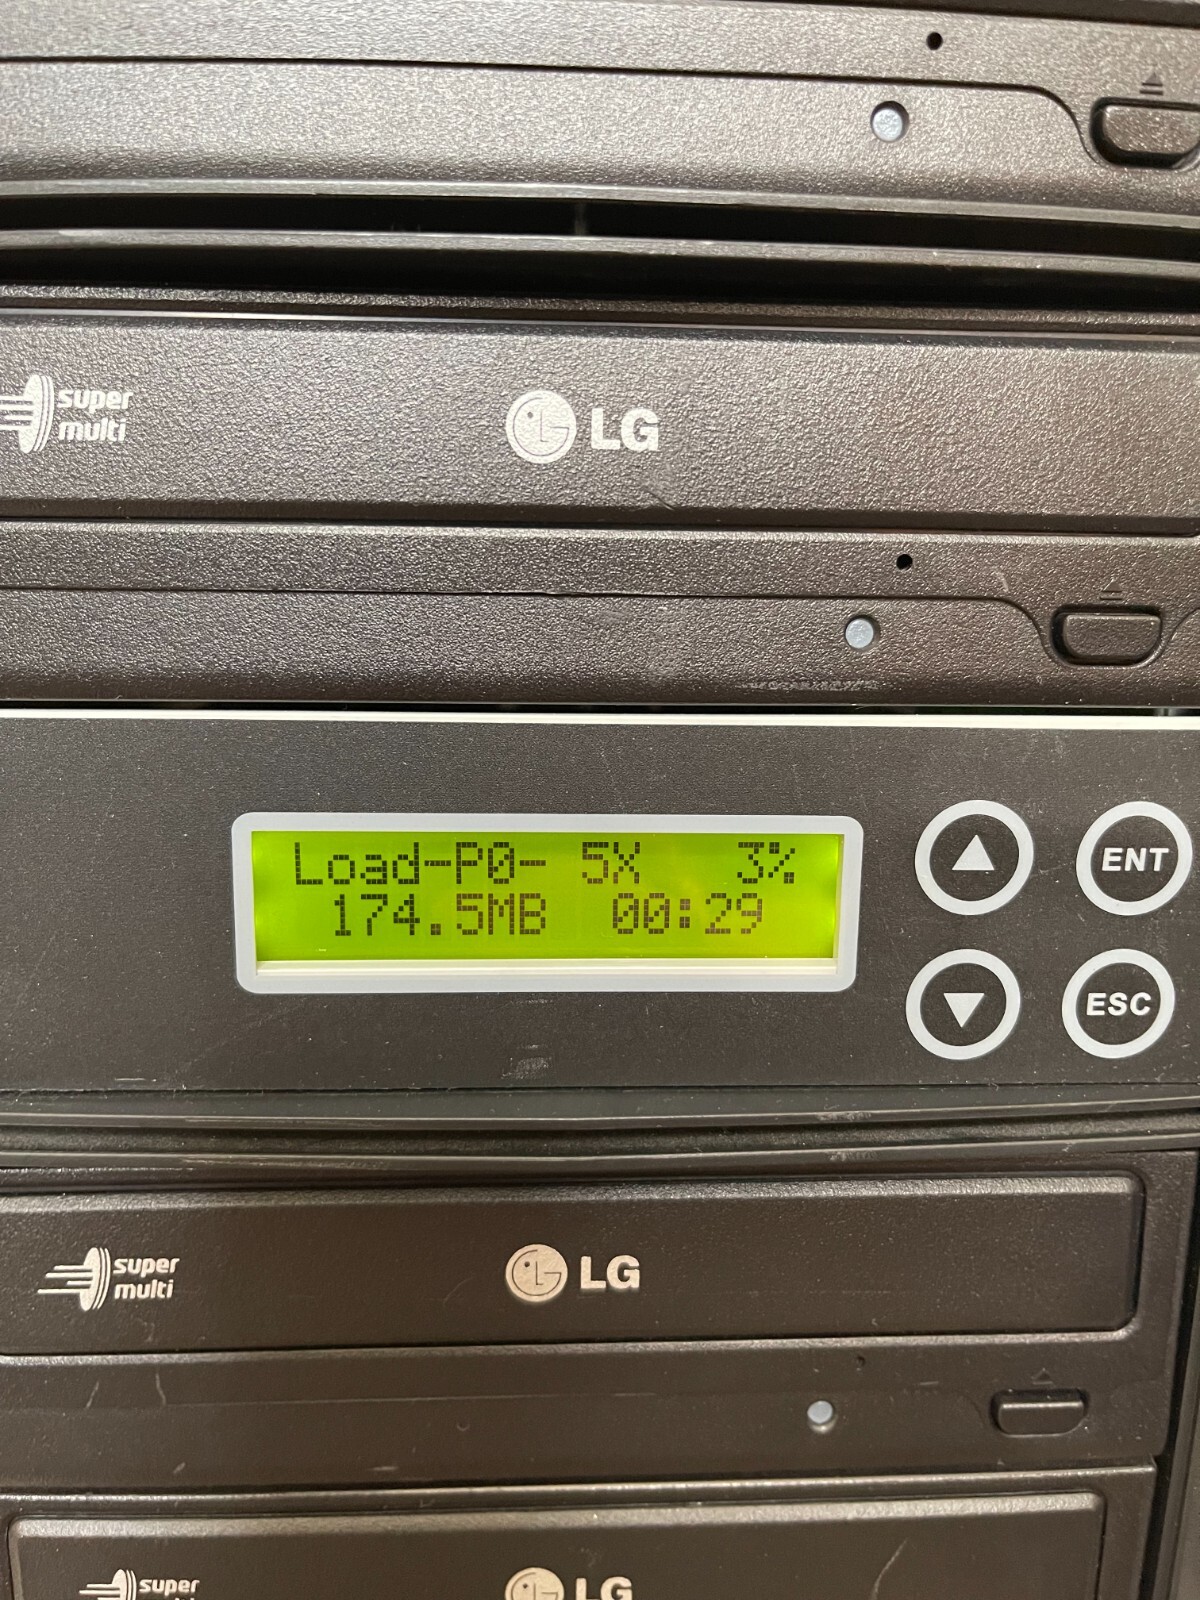 super
multi
LG
Load-P0- 5X 3%
174.5MB 00:29
ENT
ESC
super
multi
LG
super
LG